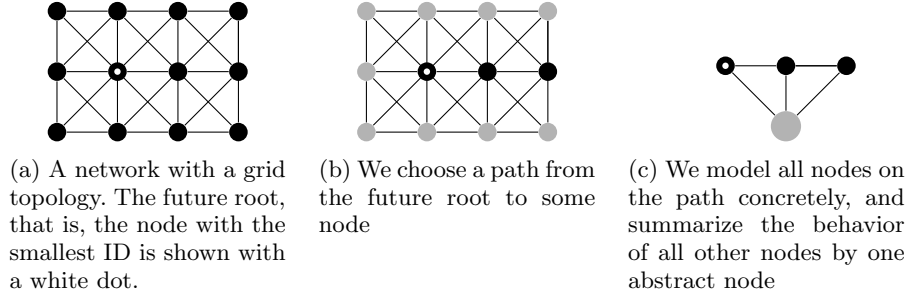 (a) A network with a grid
topology. The future root,
that is, the node with the
smallest ID is shown with
a white dot.
(b) We choose a path from
the future root to some
node
(c) We model all nodes on
the path concretely, and
summarize the behavior
of all other nodes by one
abstract node